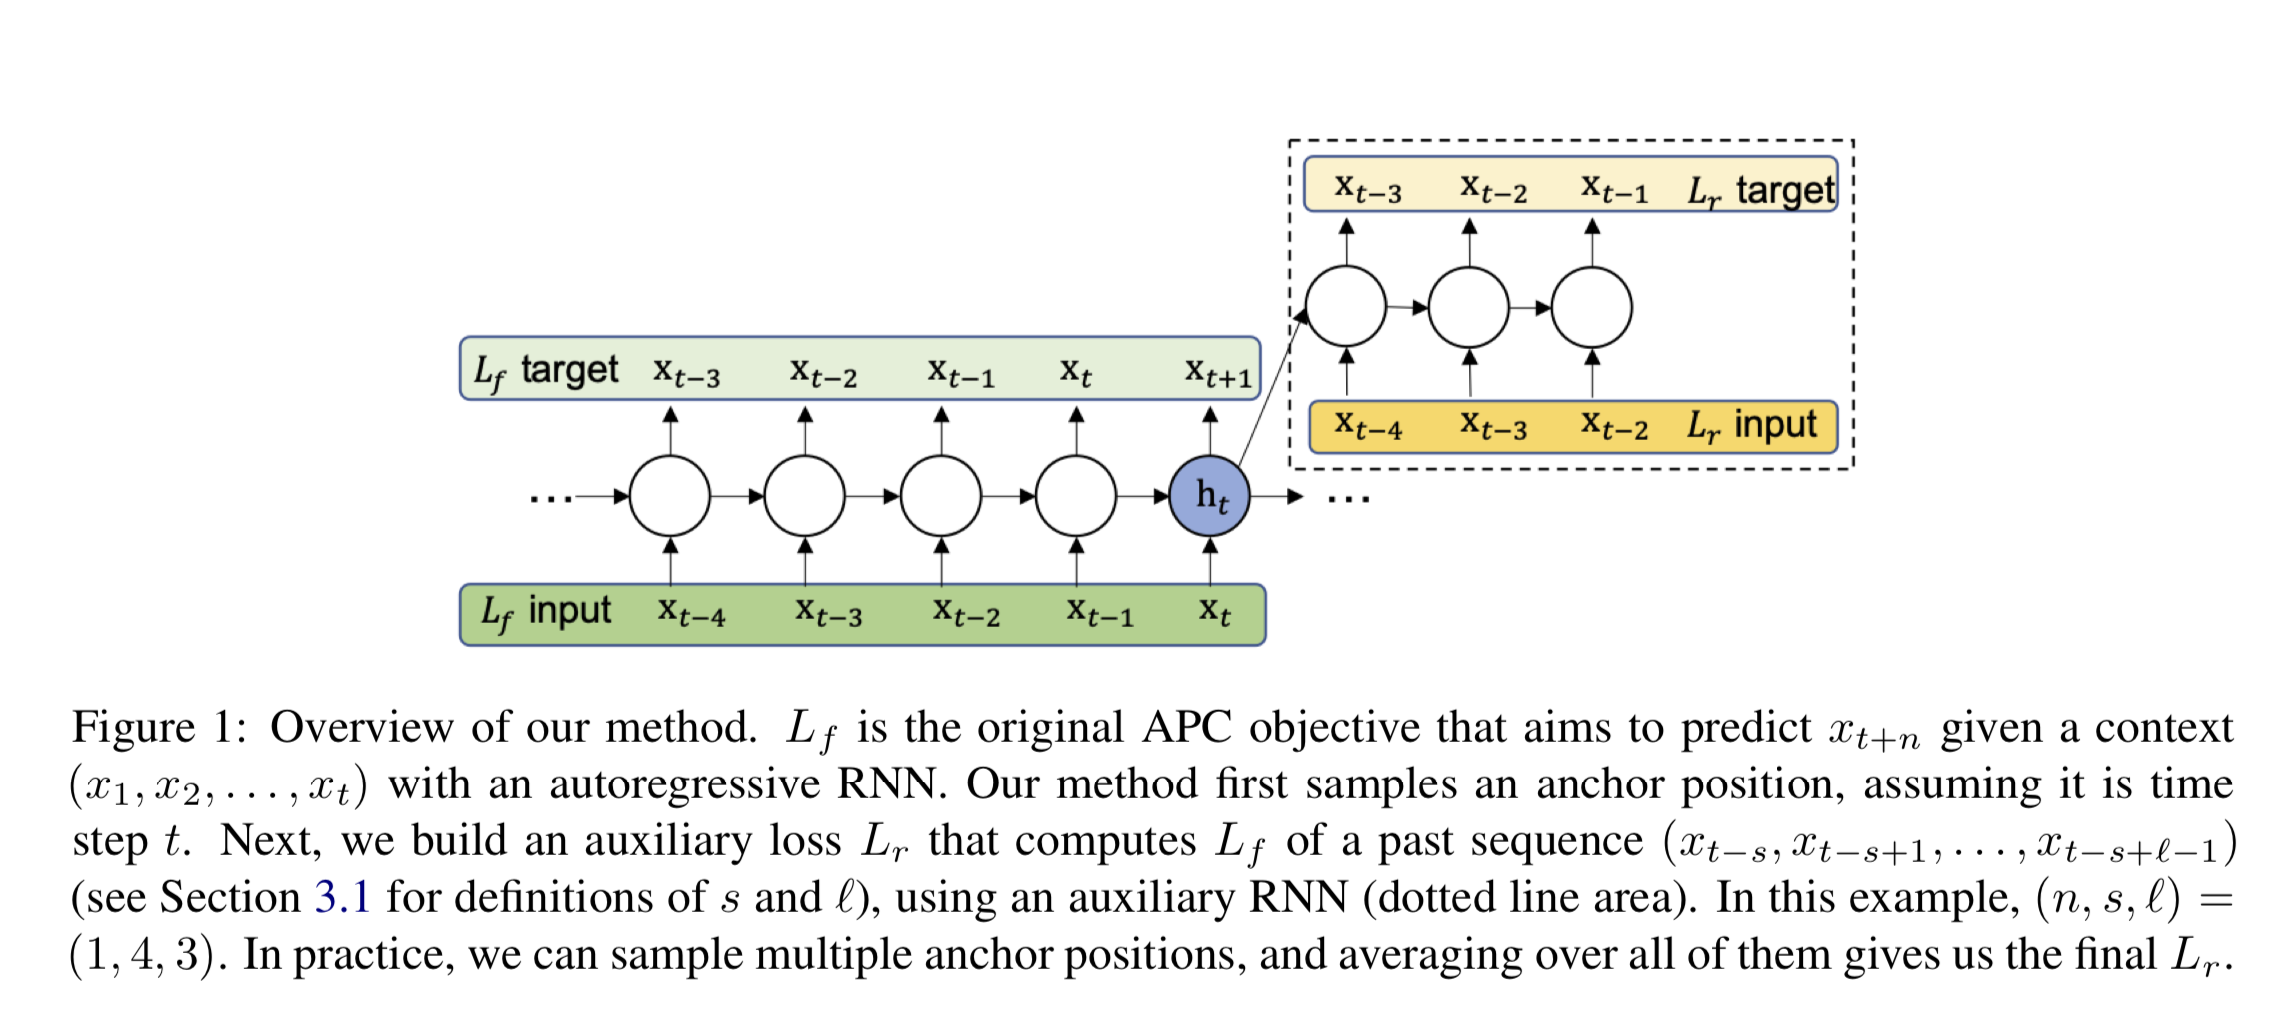 x_{t−3} x_{t−2} x_{t−1} L_r target
x_{t−4} x_{t−3} x_{t−2} L_r input
L_f target x_{t−3} x_{t−2} x_{t−1} x_t x_{t+1}
... h_t ...
L_f input x_{t−4} x_{t−3} x_{t−2} x_{t−1} x_t
Figure 1: Overview of our method. L_f is the original APC objective that aims to predict x_{t+n} given a context
(x_1, x_2, . . . , x_t) with an autoregressive RNN. Our method first samples an anchor position, assuming it is time
step t. Next, we build an auxiliary loss L_r that computes L_f of a past sequence (x_{t−s}, x_{t−s+1}, . . . , x_{t−s+ℓ−1})
(see Section 3.1 for definitions of s and ℓ), using an auxiliary RNN (dotted line area). In this example, (n, s, ℓ) =
(1, 4, 3). In practice, we can sample multiple anchor positions, and averaging over all of them gives us the final L_r.